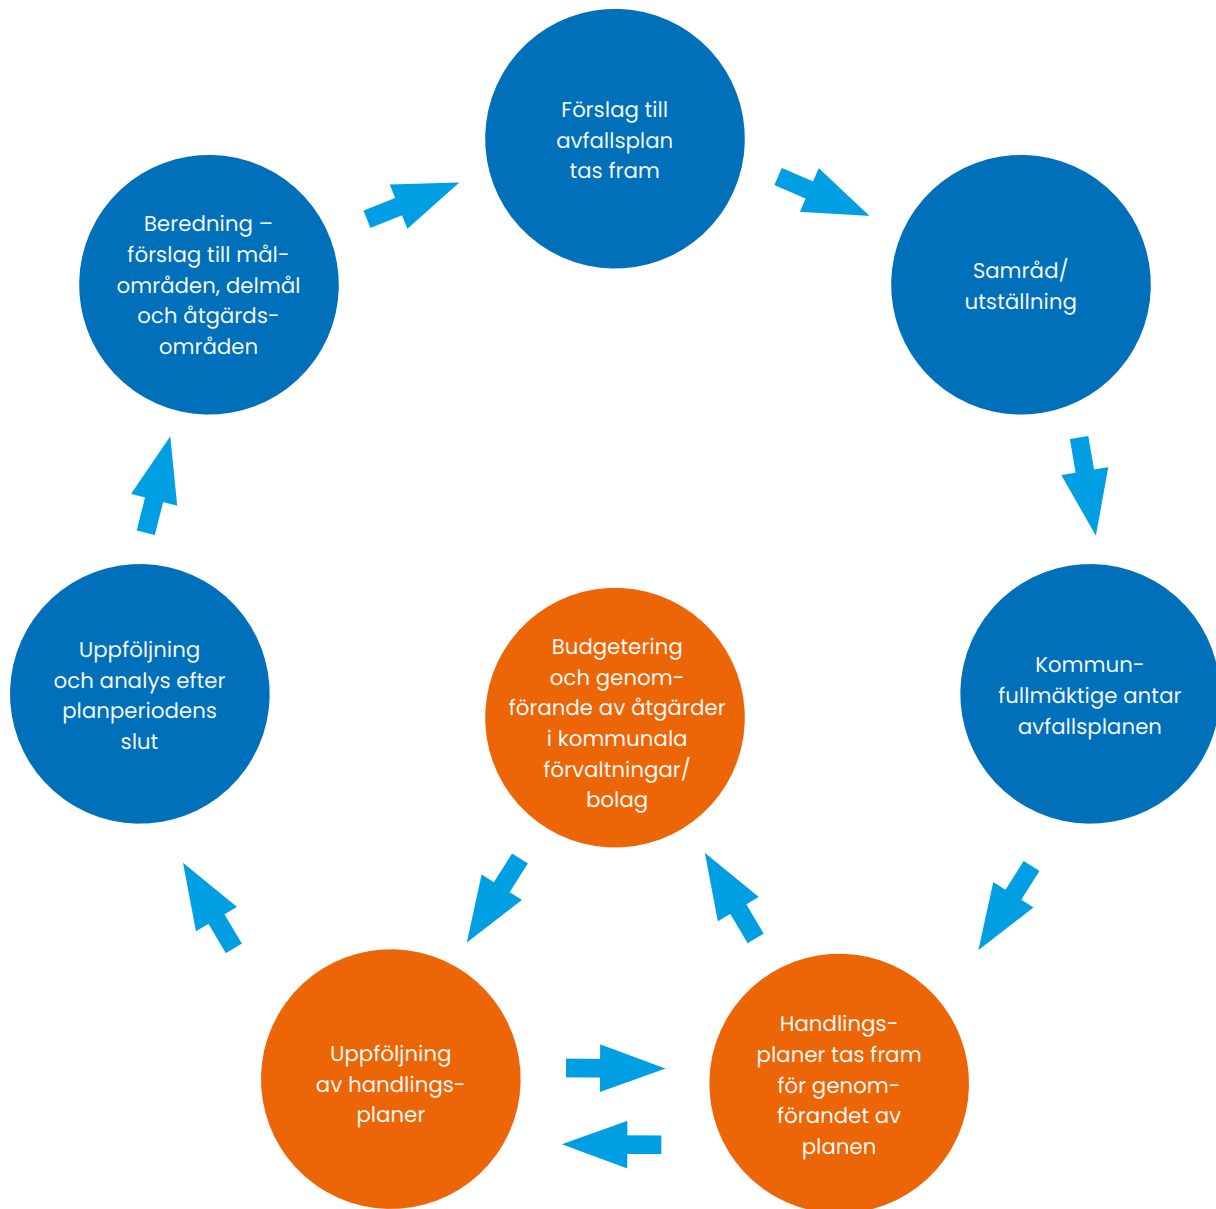 Förslag till
avfallsplan
tas fram
Samråd/
utställning
Kommun-
fullmäktige antar
avfallsplanen
Handlings-
planer tas fram
för genom-
förandet av
planen
Budgetering
och genom-
förande av åtgärder
i kommunala
förvaltningar/
bolag
Uppföljning
av handlings-
planer
Uppföljning
och analys efter
planperiodens
slut
Beredning –
förslag till mål-
områden, delmål
och åtgärds-
områden